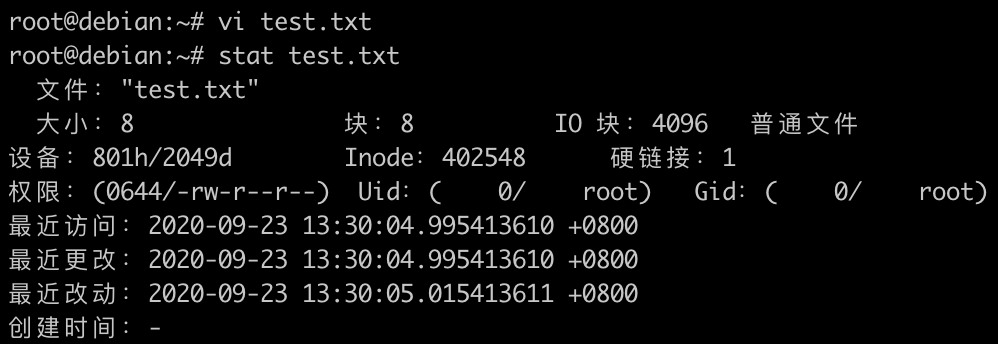 root@debian:~# vi test.txt
root@debian:~# stat test.txt
  文件："test.txt"
  大小：8               块：8          IO 块：4096   普通文件
设备：801h/2049d        Inode：402548      硬链接：1
权限：(0644/-rw-r--r--)  Uid：(    0/    root)   Gid：(    0/    root)
最近访问：2020-09-23 13:30:04.995413610 +0800
最近更改：2020-09-23 13:30:04.995413610 +0800
最近改动：2020-09-23 13:30:05.015413611 +0800
创建时间：-